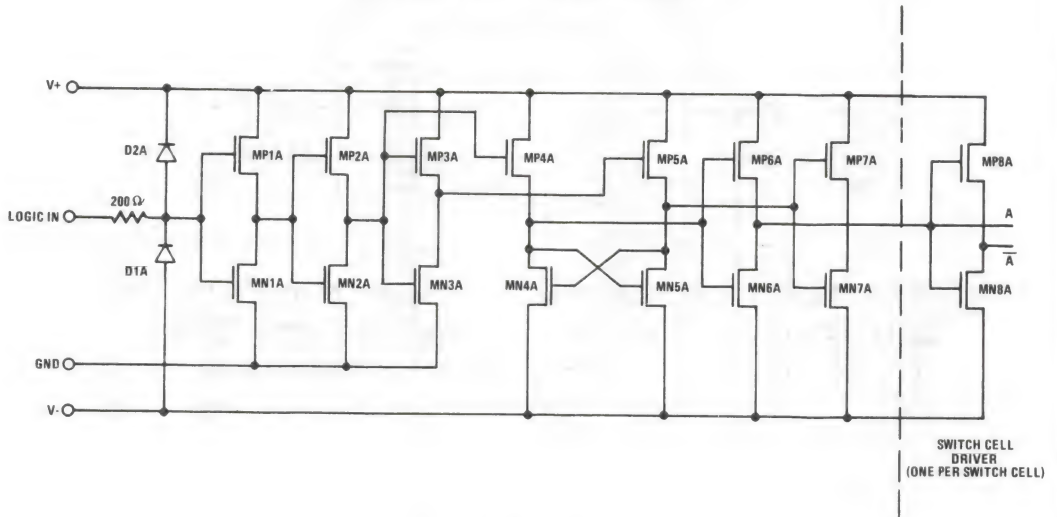 V+
D2A
MP1A
MP2A
MP3A
MP4A
MP5A
MP6A
MP7A
MP8A
200 Ω
LOGIC IN
A
A̅
D1A
MN1A
MN2A
MN3A
MN4A
MN5A
MN6A
MN7A
MN8A
GND
V-
SWITCH CELL
DRIVER
(ONE PER SWITCH CELL)